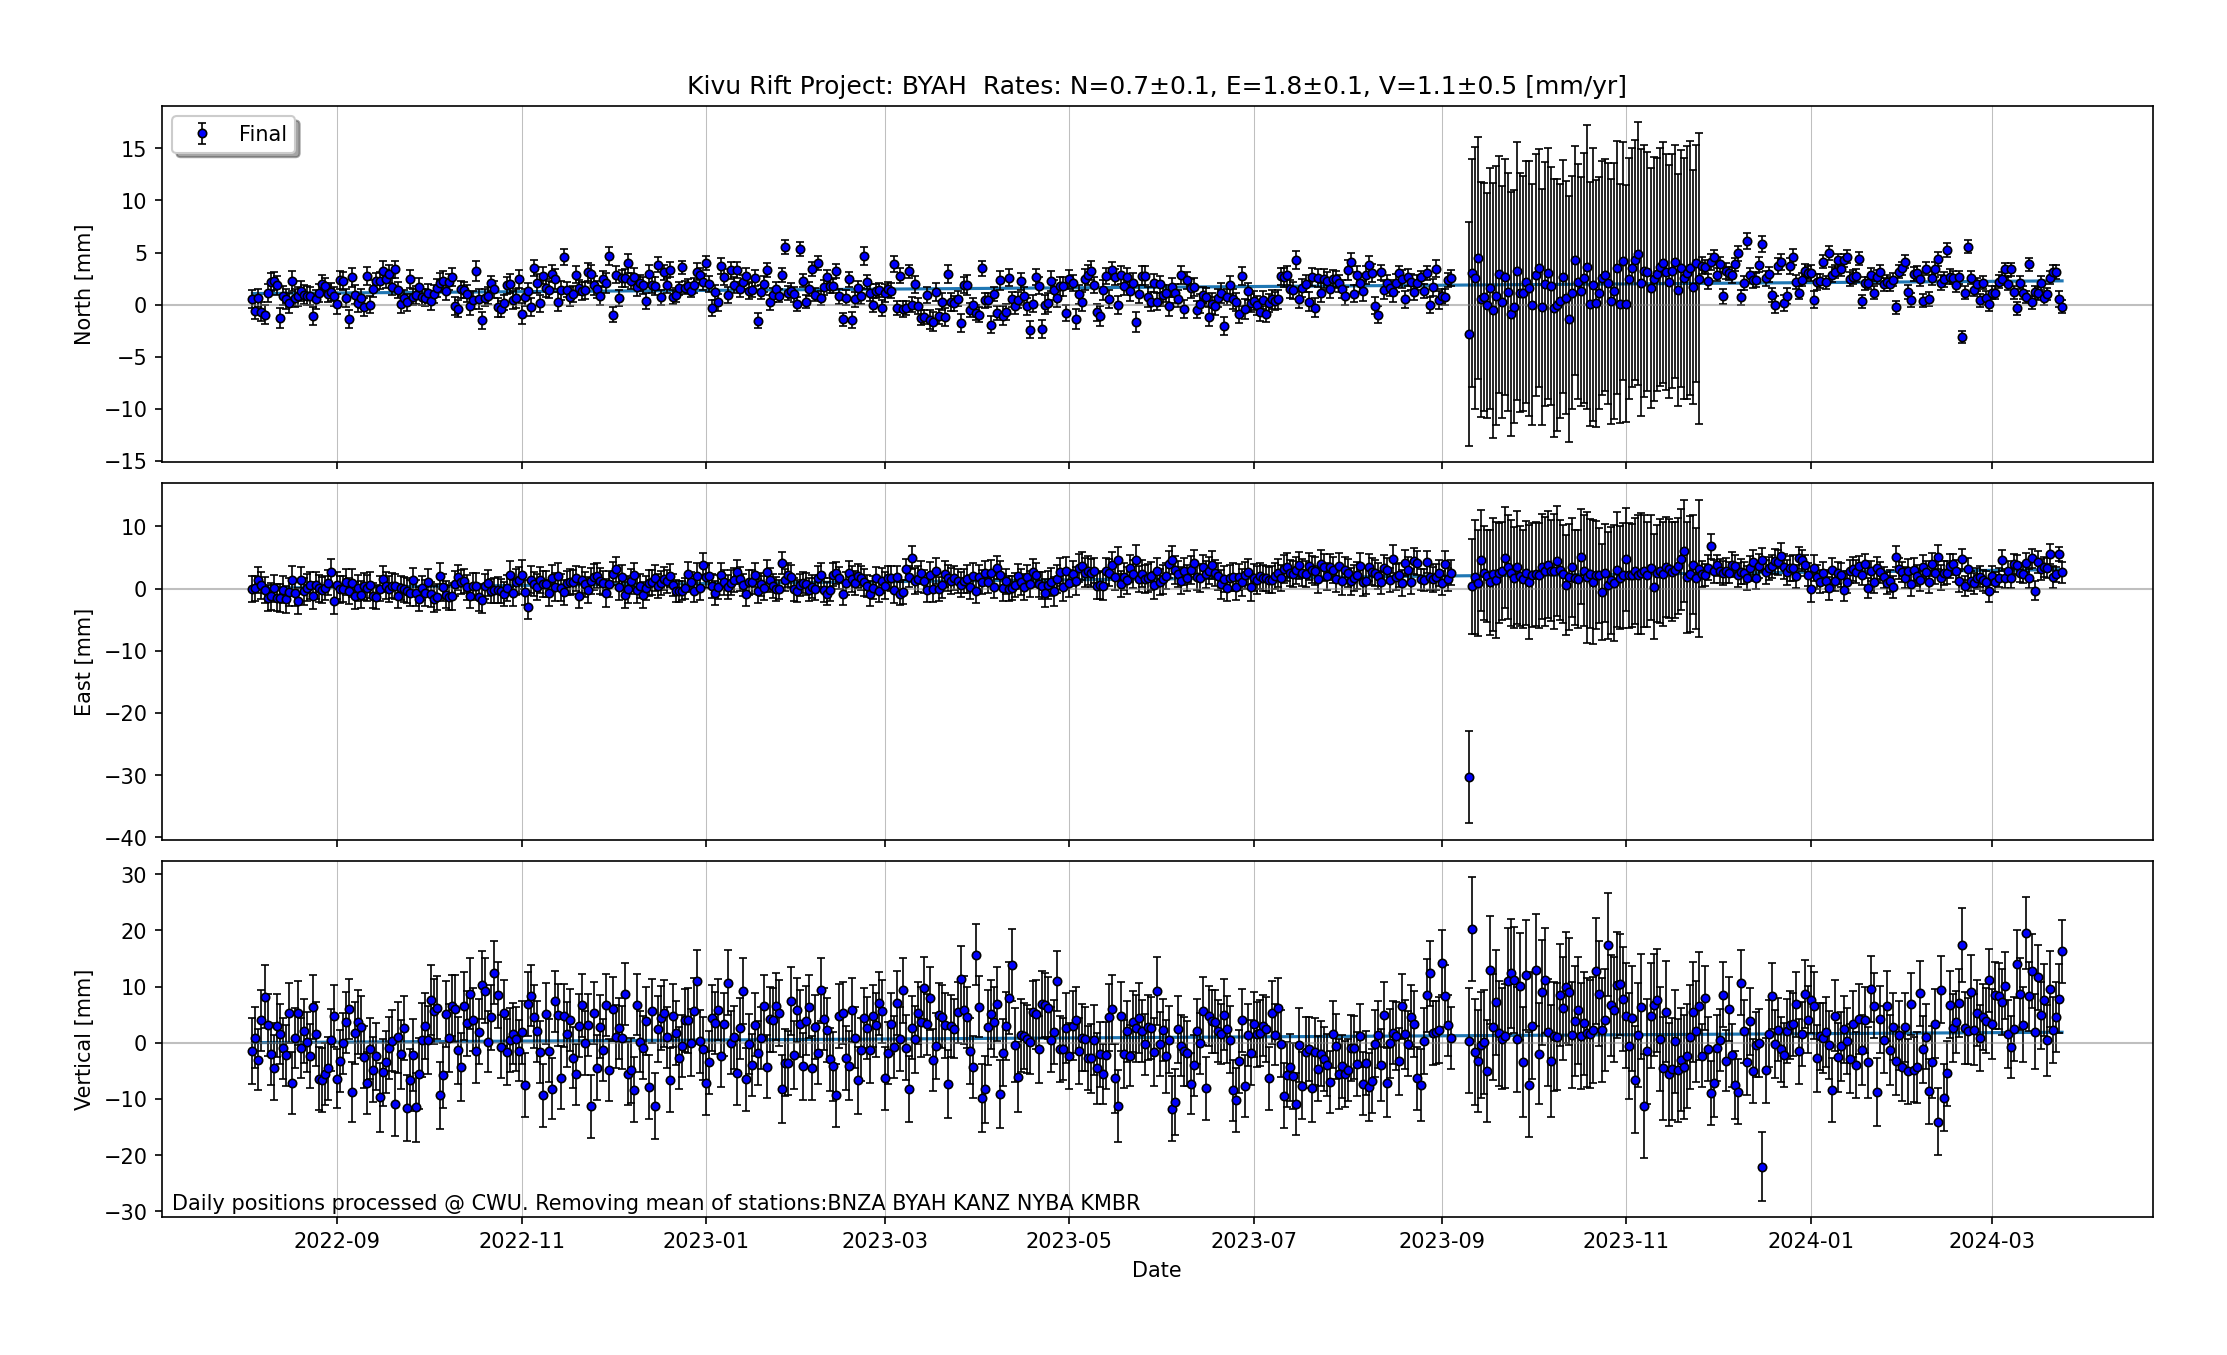 Kivu Rift Project: BYAH  Rates: N=0.7±0.1, E=1.8±0.1, V=1.1±0.5 [mm/yr]
Final
North [mm]
15
10
5
0
−5
−10
−15
East [mm]
10
0
−10
−20
−30
−40
Vertical [mm]
30
20
10
0
−10
−20
−30
Daily positions processed @ CWU. Removing mean of stations:BNZA BYAH KANZ NYBA KMBR
2022-09 2022-11 2023-01 2023-03 2023-05 2023-07 2023-09 2023-11 2024-01 2024-03
Date